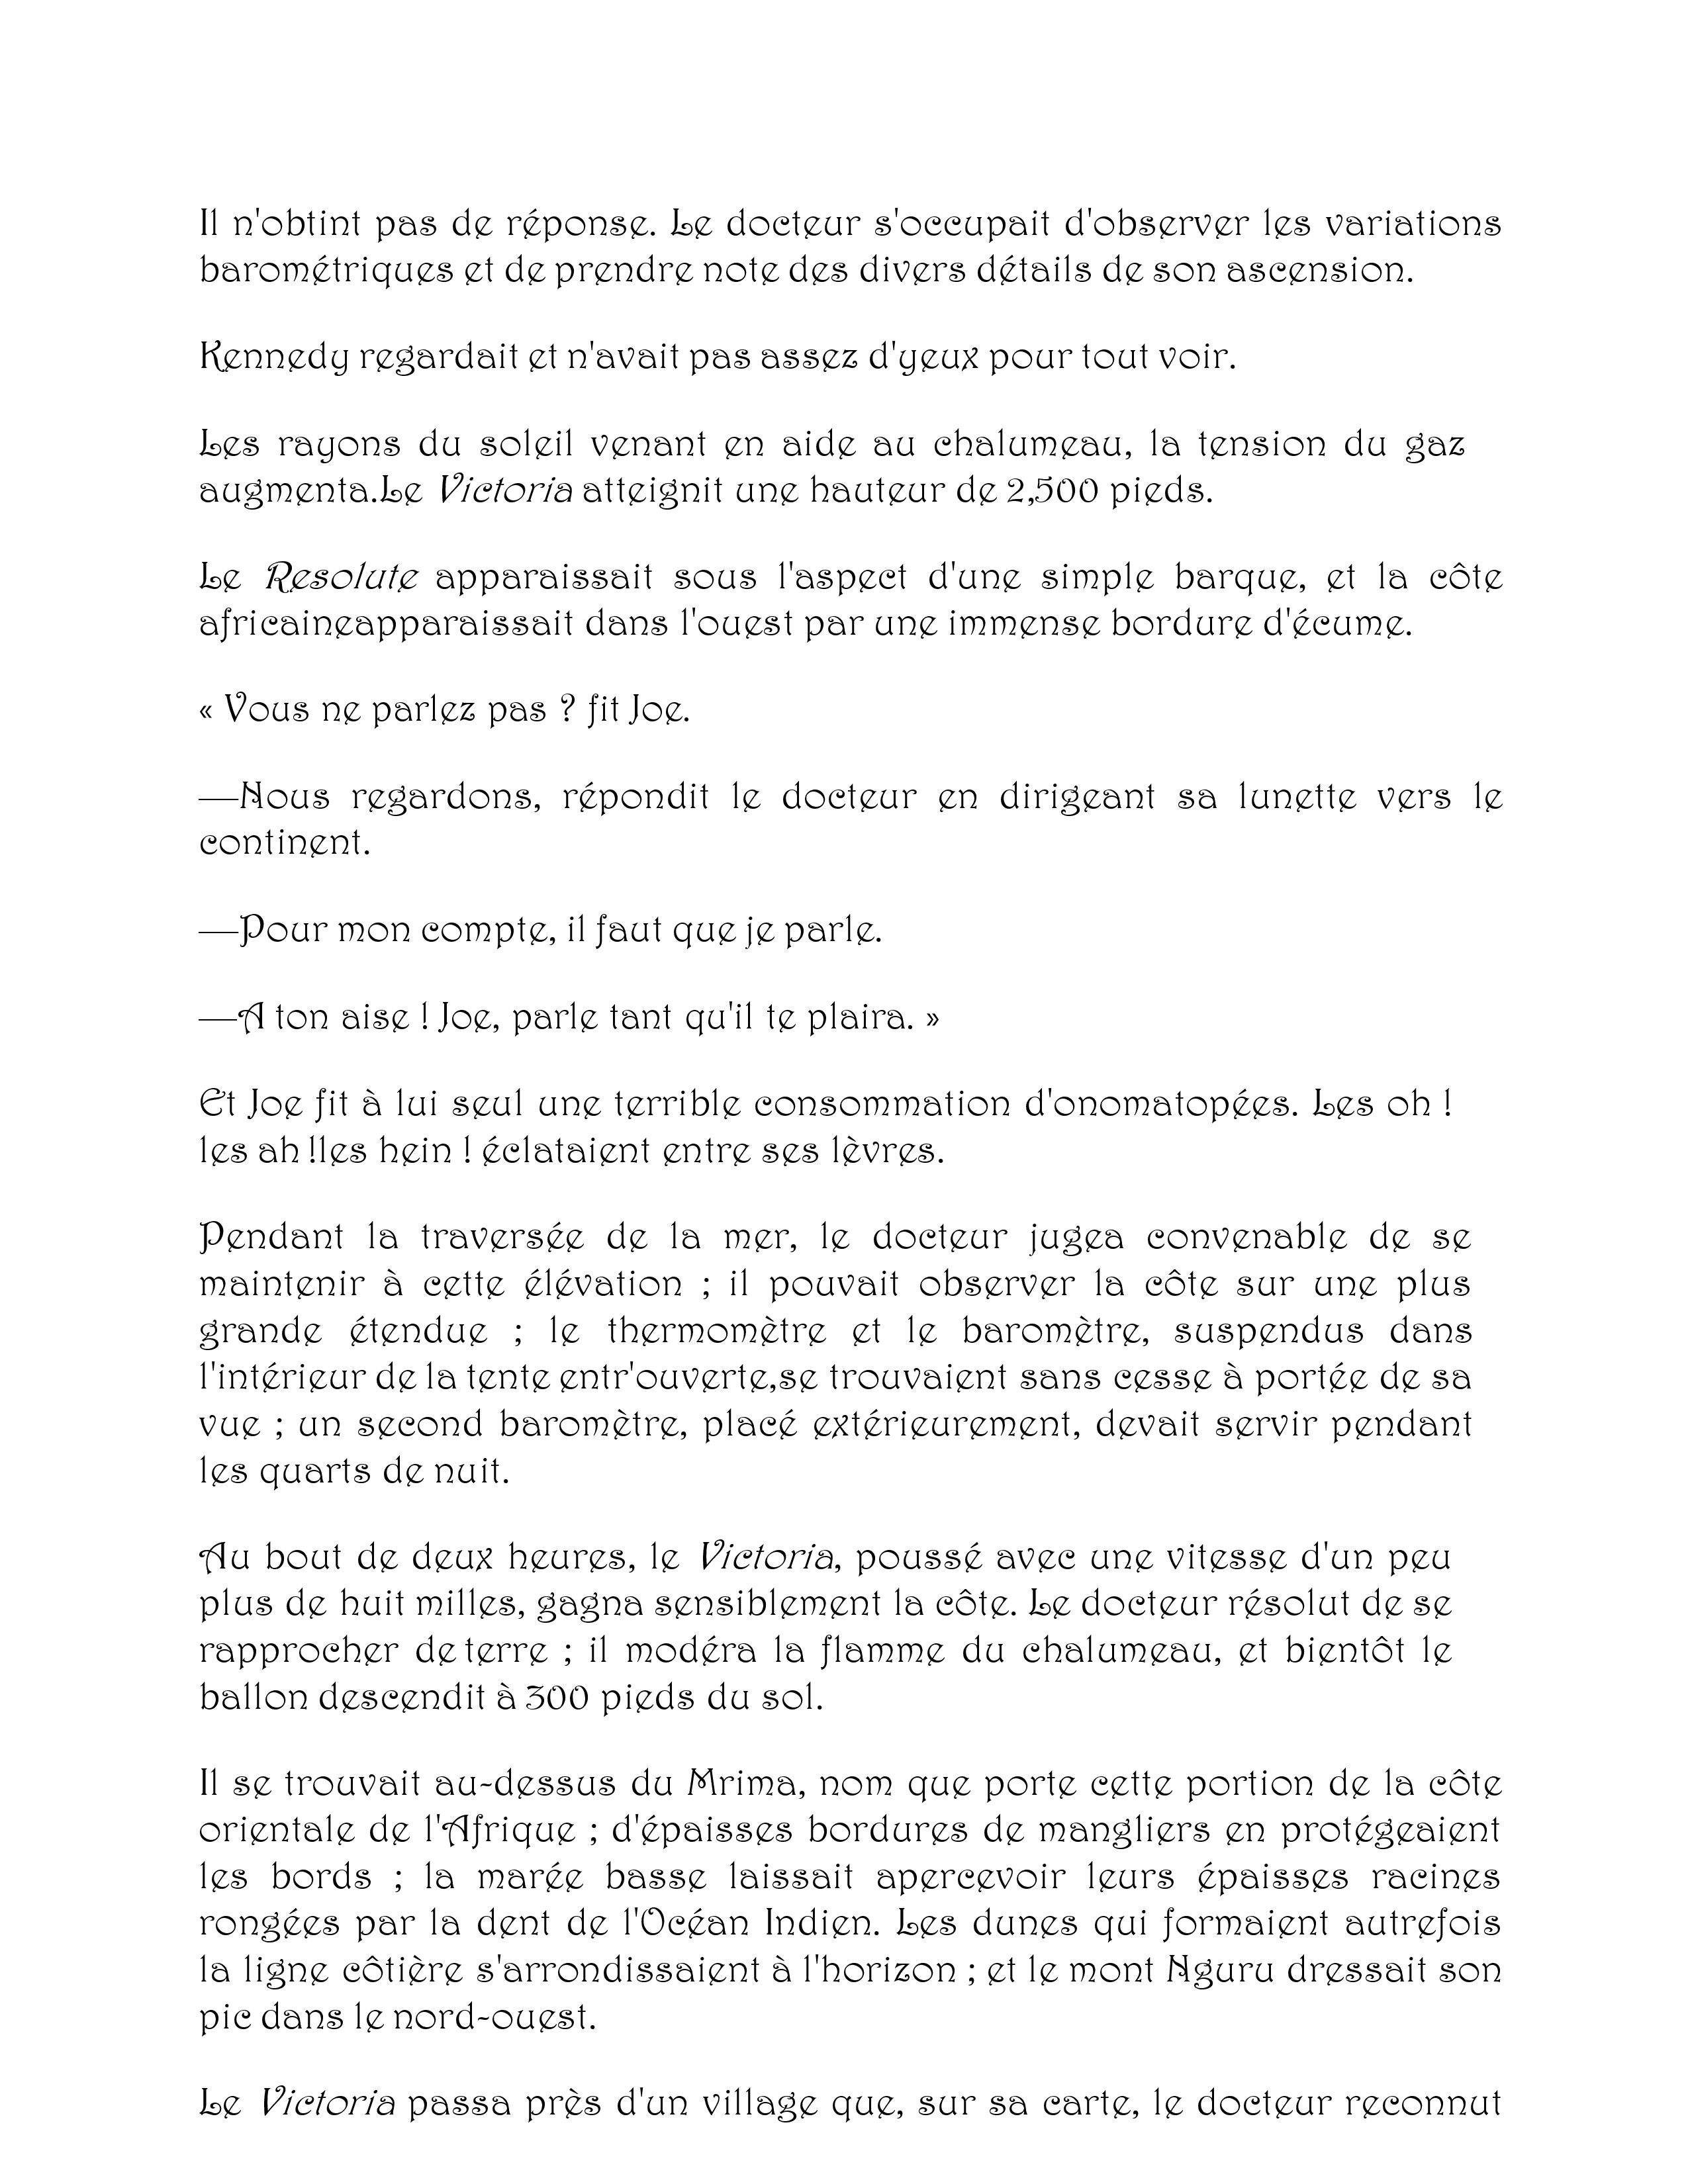 Il n'obtint pas de réponse. Le docteur s'occupait d'observer les variations
barométriques et de prendre note des divers détails de son ascension.
Kennedy regardait et n'avait pas assez d'yeux pour tout voir.
Les rayons du soleil venant en aide au chalumeau, la tension du gaz
augmenta.Le Victoria atteignit une hauteur de 2,500 pieds.
Le Resolute apparaissait sous l'aspect d'une simple barque, et la côte
africaineapparaissait dans l'ouest par une immense bordure d'écume.
« Vous ne parlez pas ? fit Joe.
—Nous regardons, répondit le docteur en dirigeant sa lunette vers le
continent.
—Pour mon compte, il faut que je parle.
—A ton aise ! Joe, parle tant qu'il te plaira. »
Et Joe fit à lui seul une terrible consommation d'onomatopées. Les oh !
les ah !les hein ! éclataient entre ses lèvres.
Pendant la traversée de la mer, le docteur jugea convenable de se
maintenir à cette élévation ; il pouvait observer la côte sur une plus
grande étendue ; le thermomètre et le baromètre, suspendus dans
l'intérieur de la tente entr'ouverte,se trouvaient sans cesse à portée de sa
vue ; un second baromètre, placé extérieurement, devait servir pendant
les quarts de nuit.
Au bout de deux heures, le Victoria, poussé avec une vitesse d'un peu
plus de huit milles, gagna sensiblement la côte. Le docteur résolut de se
rapprocher de terre ; il modéra la flamme du chalumeau, et bientôt le
ballon descendit à 300 pieds du sol.
Il se trouvait au-dessus du Mrima, nom que porte cette portion de la côte
orientale de l'Afrique ; d'épaisses bordures de mangliers en protégeaient
les bords ; la marée basse laissait apercevoir leurs épaisses racines
rongées par la dent de l'Océan Indien. Les dunes qui formaient autrefois
la ligne côtière s'arrondissaient à l'horizon ; et le mont Nguru dressait son
pic dans le nord-ouest.
Le Victoria passa près d'un village que, sur sa carte, le docteur reconnut